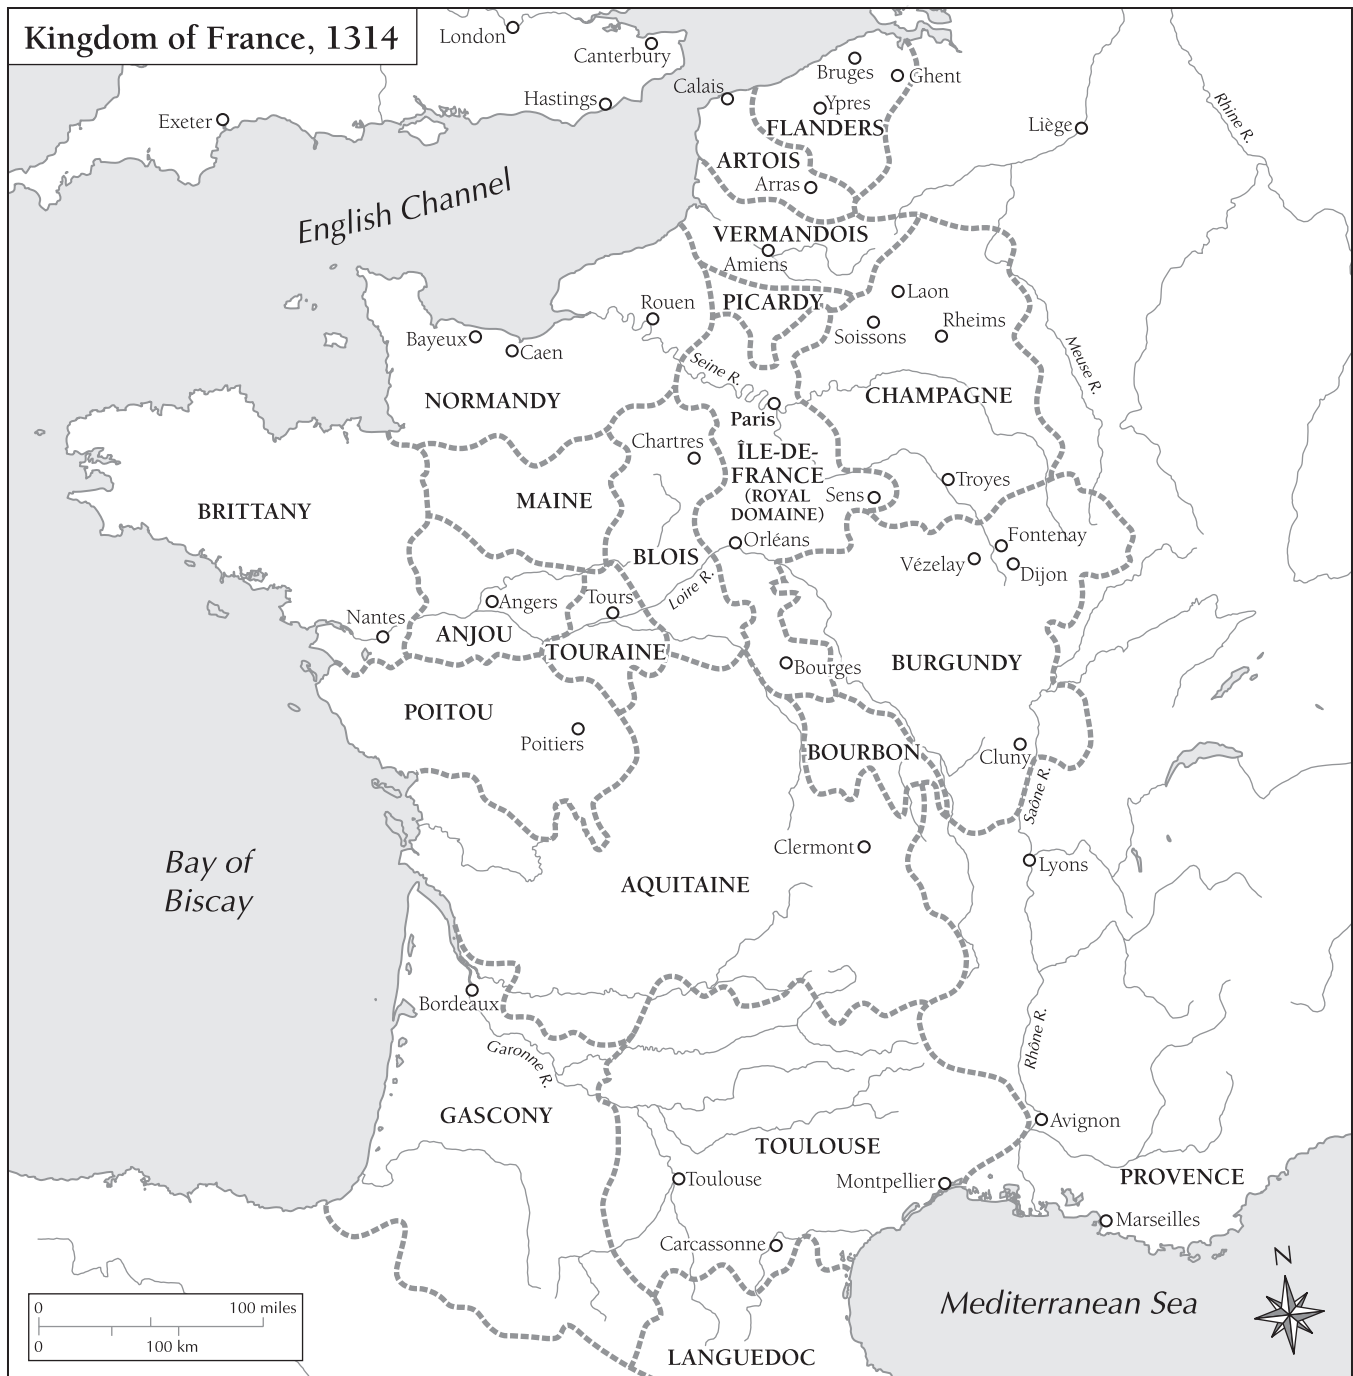 Kingdom of France, 1314
London
Canterbury
Hastings
Exeter
Calais
Bruges
Ghent
Ypres
FLANDERS
Liège
Rhine R.
ARTOIS
Arras
English Channel
VERMANDOIS
Amiens
PICARDY
Rouen
Laon
Soissons
Rheims
Bayeux
Caen
Seine R.
Meuse R.
NORMANDY
CHAMPAGNE
Paris
Chartres
ÎLE-DE-
FRANCE
(ROYAL
DOMAINE)
Sens
Troyes
BRITTANY
MAINE
Orléans
Fontenay
BLOIS
Vézelay
Dijon
Loire R.
Angers
Tours
Nantes
ANJOU
TOURAINE
Bourges
BURGUNDY
POITOU
Poitiers
BOURBON
Cluny
Saône R.
Clermont
Lyons
Bay of
Biscay
AQUITAINE
Bordeaux
Garonne R.
Rhône R.
GASCONY
Avignon
TOULOUSE
Toulouse
Montpellier
PROVENCE
Marseilles
Carcassonne
N
Mediterranean Sea
0 100 miles
0 100 km
LANGUEDOC